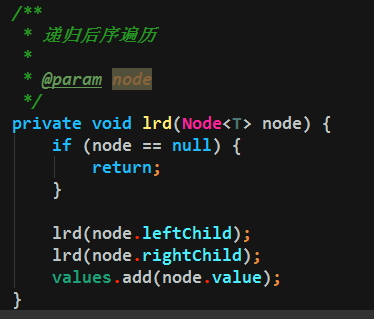 /**
 * 递归后序遍历
 *
 * @param node
 */
private void lrd(Node<T> node) {
    if (node == null) {
        return;
    }

    lrd(node.leftChild);
    lrd(node.rightChild);
    values.add(node.value);
}